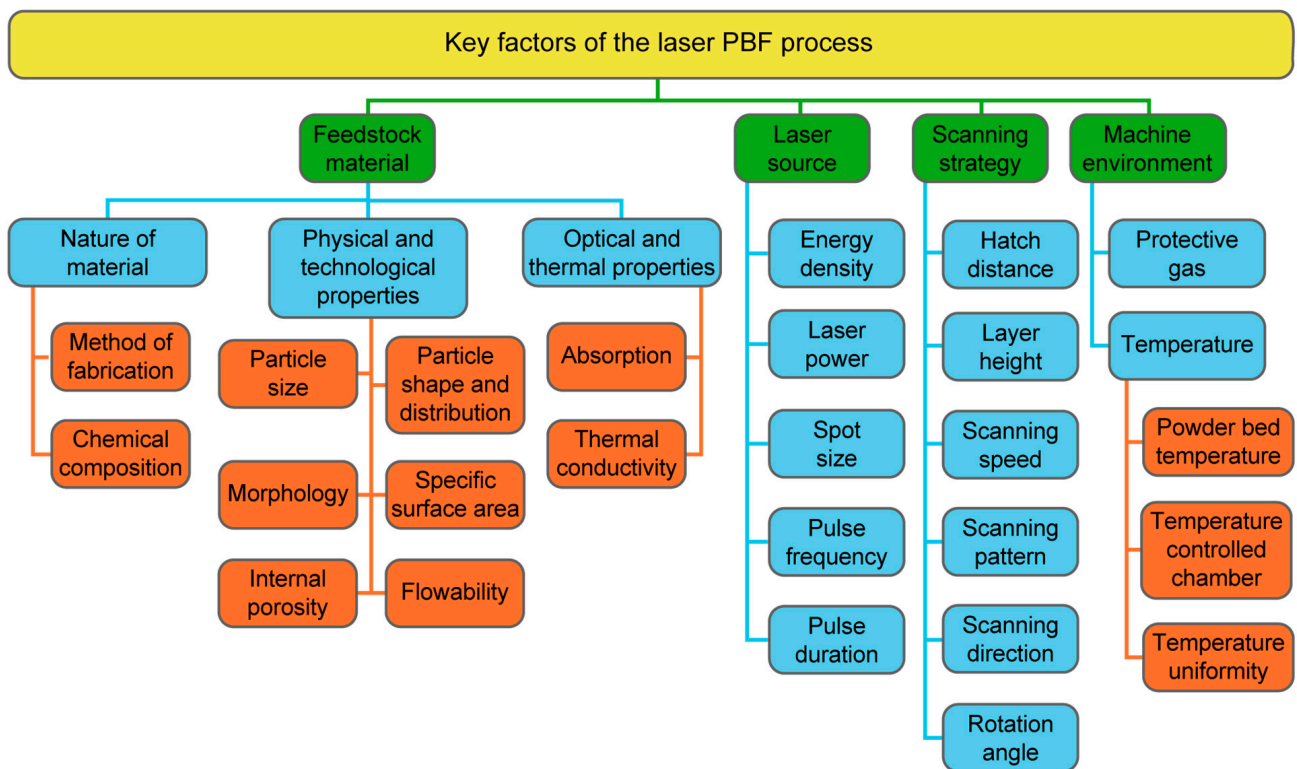 Key factors of the laser PBF process
Feedstock
material
Laser
source
Scanning
strategy
Machine
environment
Nature of
material
Physical and
technological
properties
Optical and
thermal properties
Method of
fabrication
Chemical
composition
Particle
size
Particle
shape and
distribution
Morphology
Specific
surface area
Internal
porosity
Flowability
Absorption
Thermal
conductivity
Energy
density
Laser
power
Spot
size
Pulse
frequency
Pulse
duration
Hatch
distance
Layer
height
Scanning
speed
Scanning
pattern
Scanning
direction
Rotation
angle
Protective
gas
Temperature
Powder bed
temperature
Temperature
controlled
chamber
Temperature
uniformity